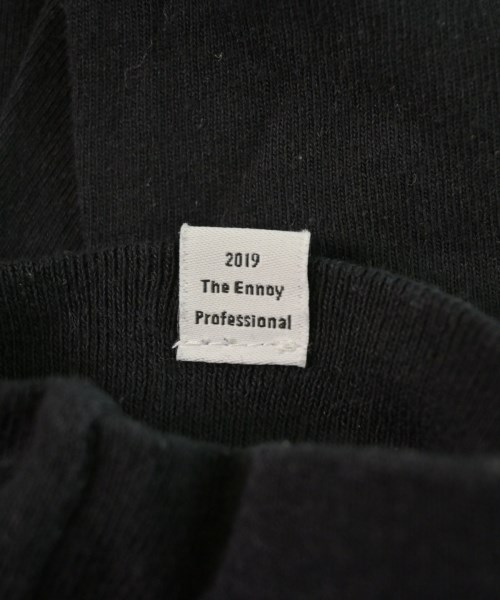 2019
The Ennoy
Professional